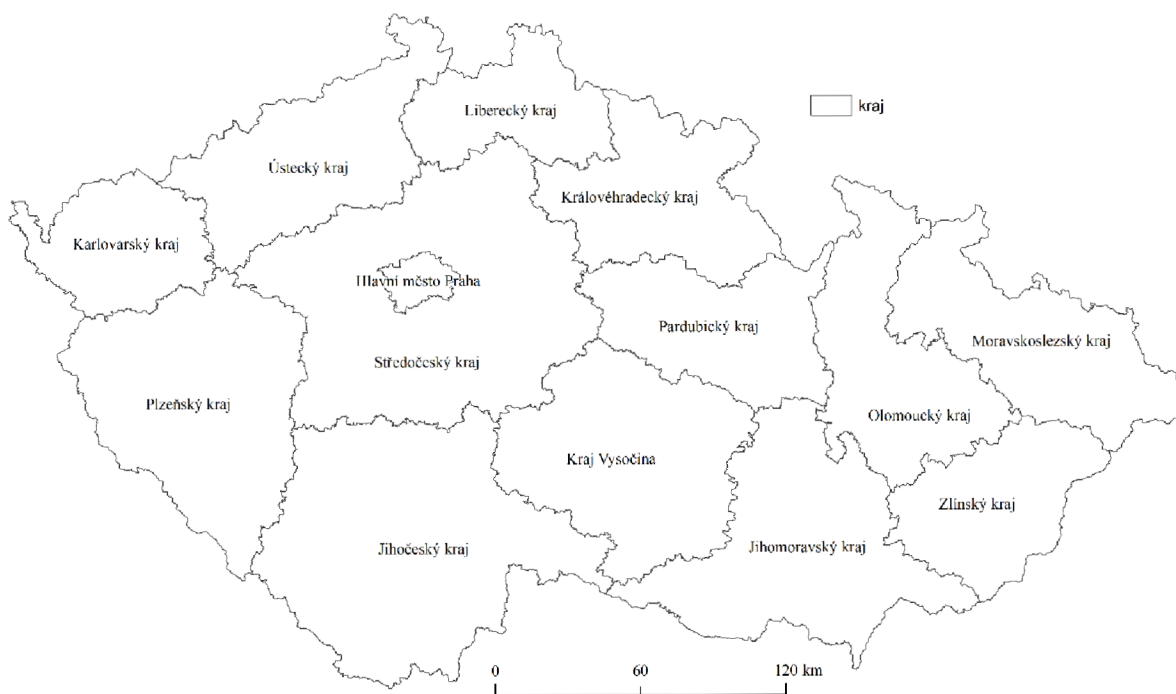 Liberecký kraj
kraj
Ústecký kraj
Královéhradecký kraj
Karlovarský kraj
Hlavní město Praha
Pardubický kraj
Moravskoslezský kraj
Středočeský kraj
Plzeňský kraj
Olomoucký kraj
Kraj Vysočina
Zlínský kraj
Jihočeský kraj
Jihomoravský kraj
0 60 120 km